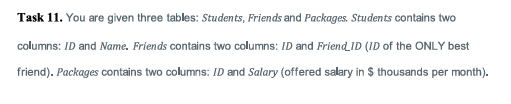 Task 11. You are given three tables: Students, Friends and Packages. Students contains two
columns: ID and Name. Friends contains two columns: ID and Friend_ID (ID of the ONLY best
friend). Packages contains two columns: ID and Salary (offered salary in $ thousands per month).